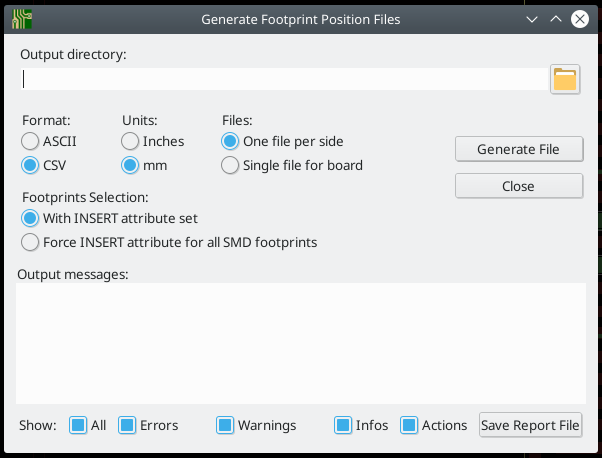 Generate Footprint Position Files
Output directory:
Format: Units: Files:
ASCII Inches One file per side
CSV mm Single file for board
Generate File
Close
Footprints Selection:
With INSERT attribute set
Force INSERT attribute for all SMD footprints
Output messages:
Show: All Errors Warnings Infos Actions Save Report File